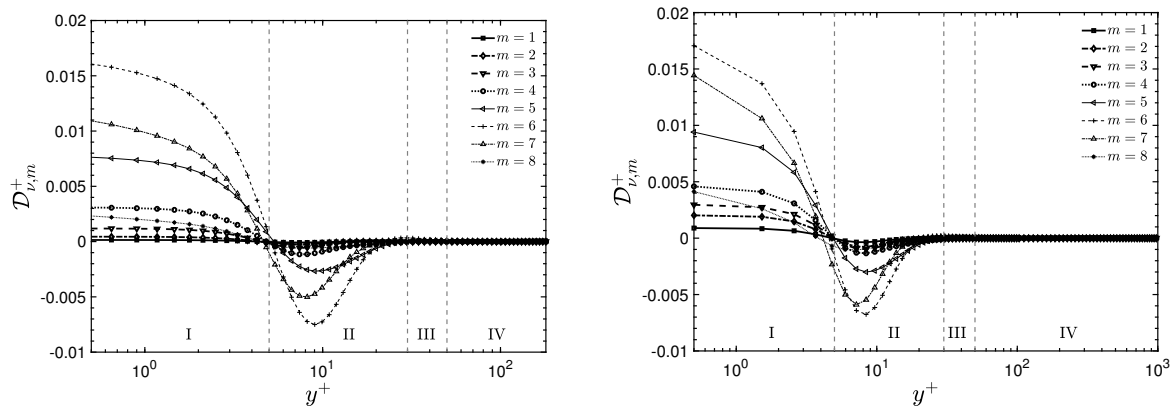 0.02
0.015
0.01
0.005
0
-0.005
-0.01
𝒟⁺ν,m
m = 1
m = 2
m = 3
m = 4
m = 5
m = 6
m = 7
m = 8
I II III IV
10⁰ 10¹ 10²
y⁺
0.02
0.015
0.01
0.005
0
-0.005
-0.01
𝒟⁺ν,m
m = 1
m = 2
m = 3
m = 4
m = 5
m = 6
m = 7
m = 8
I II III IV
10⁰ 10¹ 10² 10³
y⁺